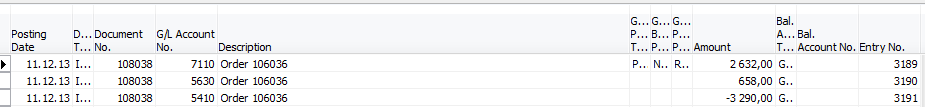 G... G... G... Bal.
Posting D... Document G/L Account P... B... P... A... Bal.
Date T... No. No. Description T... P... P... Amount T... Account No. Entry No.
11.12.13 I... 108038 7110 Order 106036 P... N... R... 2 632,00 G... 3189
11.12.13 I... 108038 5630 Order 106036 658,00 G... 3190
11.12.13 I... 108038 5410 Order 106036 -3 290,00 G... 3191